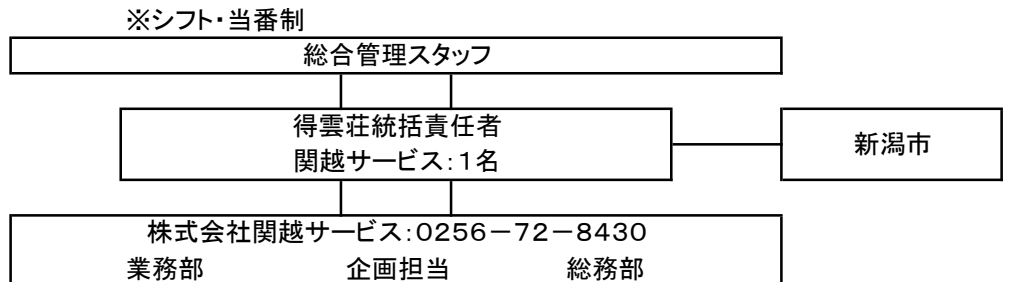 ※シフト・当番制
総合管理スタッフ
得雲荘統括責任者
関越サービス:1名
新潟市
株式会社関越サービス:0256-72-8430
業務部 企画担当 総務部